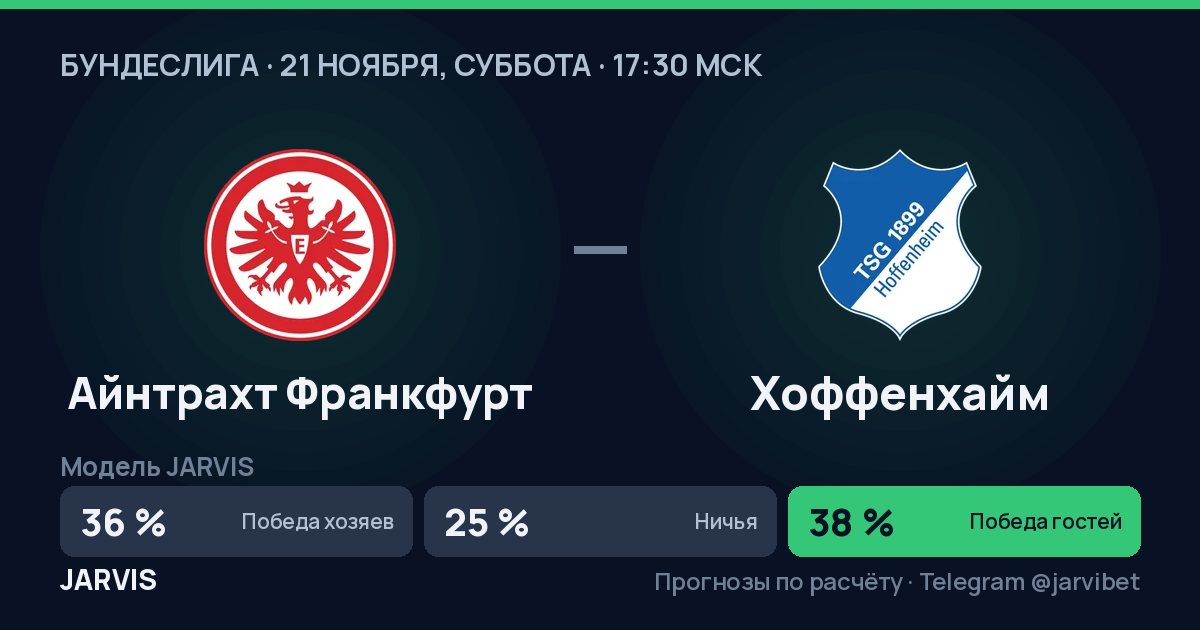 БУНДЕСЛИГА · 21 НОЯБРЯ, СУББОТА · 17:30 МСК
E
TSG 1899
Hoffenheim
—
Айнтрахт Франкфурт
Хоффенхайм
Модель JARVIS
36 % Победа хозяев
25 % Ничья
38 % Победа гостей
JARVIS
Прогнозы по расчёту · Telegram @jarvibet